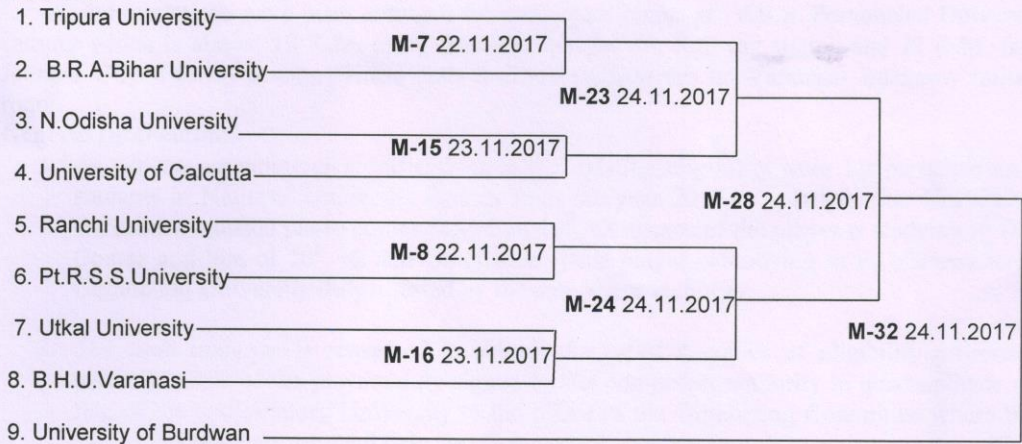 1. Tripura University
M-7 22.11.2017
2. B.R.A.Bihar University
M-23 24.11.2017
3. N.Odisha University
M-15 23.11.2017
4. University of Calcutta
M-28 24.11.2017
5. Ranchi University
M-8 22.11.2017
6. Pt.R.S.S.University
M-24 24.11.2017
7. Utkal University
M-32 24.11.2017
M-16 23.11.2017
8. B.H.U.Varanasi
9. University of Burdwan